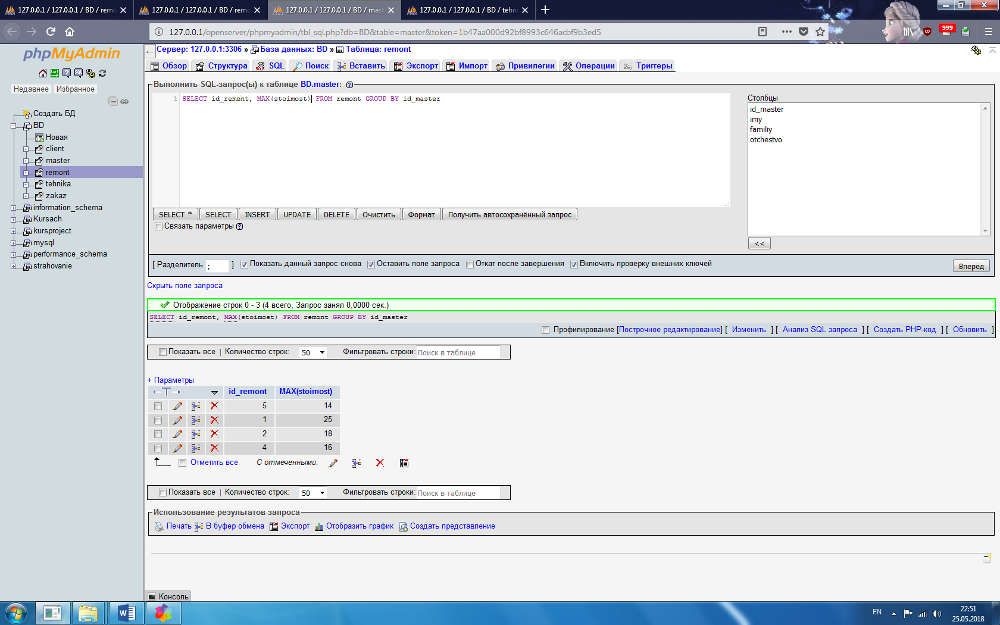 127.0.0.1 / 127.0.0.1 / BD / remo
127.0.0.1 / 127.0.0.1 / BD / remo
127.0.0.1 / 127.0.0.1 / BD / mast
127.0.0.1 / 127.0.0.1 / BD / tehni
127.0.0.1/openserver/phpmyadmin/tbl_sql.php?db=BD&table=master&token=1b47aa000d92bf8993c646acbf9b3ed5
999
phpMyAdmin
Недавнее Избранное
Создать БД
BD
Новая
client
master
remont
tehnika
zakaz
information_schema
Kursach
kursproject
mysql
performance_schema
strahovanie
Сервер: 127.0.0.1:3306 » База данных: BD » Таблица: remont
Обзор Структура SQL Поиск Вставить Экспорт Импорт Привилегии Операции Триггеры
Выполнить SQL-запрос(ы) к таблице BD.master:
1 SELECT id_remont, MAX(stoimost) FROM remont GROUP BY id_master
Столбцы
id_master
imy
familiy
otchestvo
<<
SELECT * SELECT INSERT UPDATE DELETE Очистить Формат Получить автосохранённый запрос
Связать параметры
[ Разделитель ; ] Показать данный запрос снова Оставить поле запроса Откат после завершения Включить проверку внешних ключей Вперёд
Скрыть поле запроса
Отображение строк 0 - 3 (4 всего, Запрос занял 0,0000 сек.)
SELECT id_remont, MAX(stoimost) FROM remont GROUP BY id_master
Профилирование [Построчное редактирование] [ Изменить ] [ Анализ SQL запроса ] [ Создать PHP-код ] [ Обновить ]
Показать все | Количество строк: 50 Фильтровать строки: Поиск в таблице
+ Параметры
←T→ id_remont MAX(stoimost)
5 14
1 25
2 18
4 16
Отметить все С отмеченными:
Показать все | Количество строк: 50 Фильтровать строки: Поиск в таблице
Использование результатов запроса
Печать В буфер обмена Экспорт Отобразить график Создать представление
Консоль
EN
22:51
25.05.2018